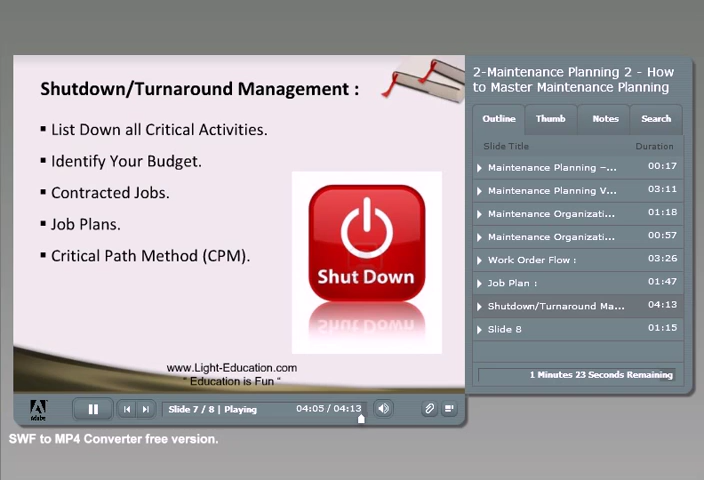 Shutdown/Turnaround Management :
▪ List Down all Critical Activities.
▪ Identify Your Budget.
▪ Contracted Jobs.
▪ Job Plans.
▪ Critical Path Method (CPM).
Shut Down
www.Light-Education.com
“ Education is Fun “
Adobe
Slide 7 / 8 | Playing
04:05 / 04:13
SWF to MP4 Converter free version.
2-Maintenance Planning 2 - How
to Master Maintenance Planning
Outline Thumb Notes Search
Slide Title Duration
Maintenance Planning –... 00:17
Maintenance Planning V... 03:11
Maintenance Organizati... 01:18
Maintenance Organizati... 00:57
Work Order Flow : 03:26
Job Plan : 01:47
Shutdown/Turnaround Ma... 04:13
Slide 8 01:15
1 Minutes 23 Seconds Remaining